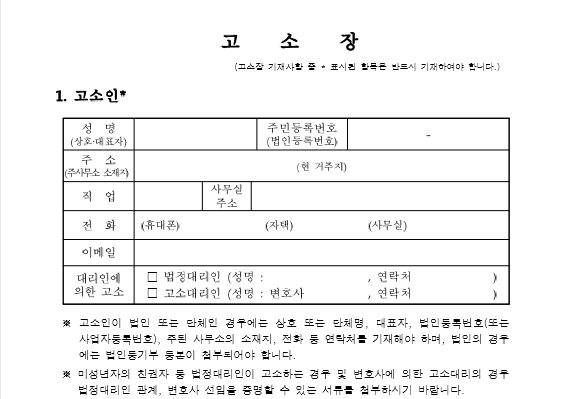 고 소 장
(고소장 기재사항 중 * 표시된 항목은 반드시 기재하여야 합니다.)
1. 고소인*
성 명
(상호·대표자)
주민등록번호
(법인등록번호)
-
주 소
(주사무소 소재지)
(현 거주지)
직 업
사무실
주소
전 화
(휴대폰) (자택) (사무실)
이메일
대리인에
의한 고소
□ 법정대리인 (성명 : , 연락처 )
□ 고소대리인 (성명 : 변호사 , 연락처 )
※ 고소인이 법인 또는 단체인 경우에는 상호 또는 단체명, 대표자, 법인등록번호(또는
사업자등록번호), 주된 사무소의 소재지, 전화 등 연락처를 기재해야 하며, 법인의 경우
에는 법인등기부 등본이 첨부되어야 합니다.
※ 미성년자의 친권자 등 법정대리인이 고소하는 경우 및 변호사에 의한 고소대리의 경우
법정대리인 관계, 변호사 선임을 증명할 수 있는 서류를 첨부하시기 바랍니다.